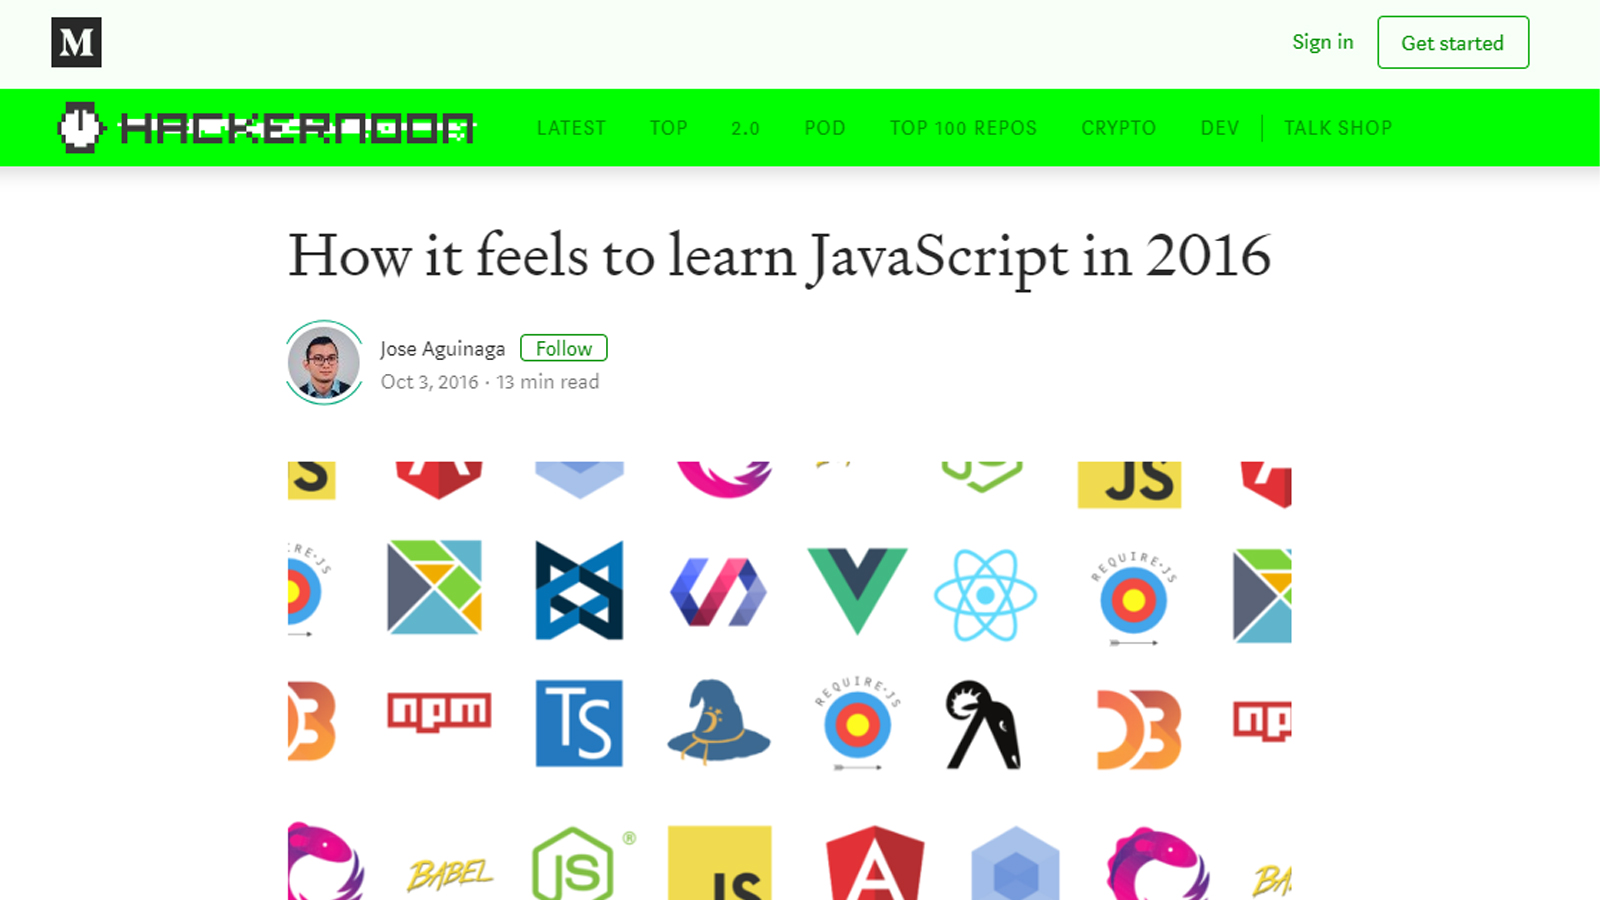 M
Sign in
Get started
HACKERNOON
LATEST
TOP
2.0
POD
TOP 100 REPOS
CRYPTO
DEV
TALK SHOP
How it feels to learn JavaScript in 2016
Jose Aguinaga
Follow
Oct 3, 2016 · 13 min read
S
JS
REQUIRE·JS
npm
TS
REQUIRE·JS
D3
BABEL
JS
®
JS
A